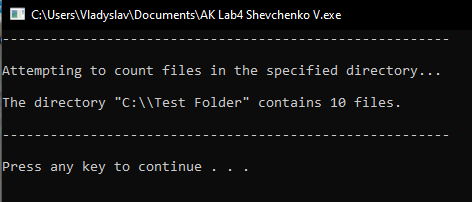 C:\Users\Vladyslav\Documents\AK Lab4 Shevchenko V.exe
--------------------------------------------------------
Attempting to count files in the specified directory...
The directory "C:\\Test Folder" contains 10 files.
--------------------------------------------------------
Press any key to continue . . .